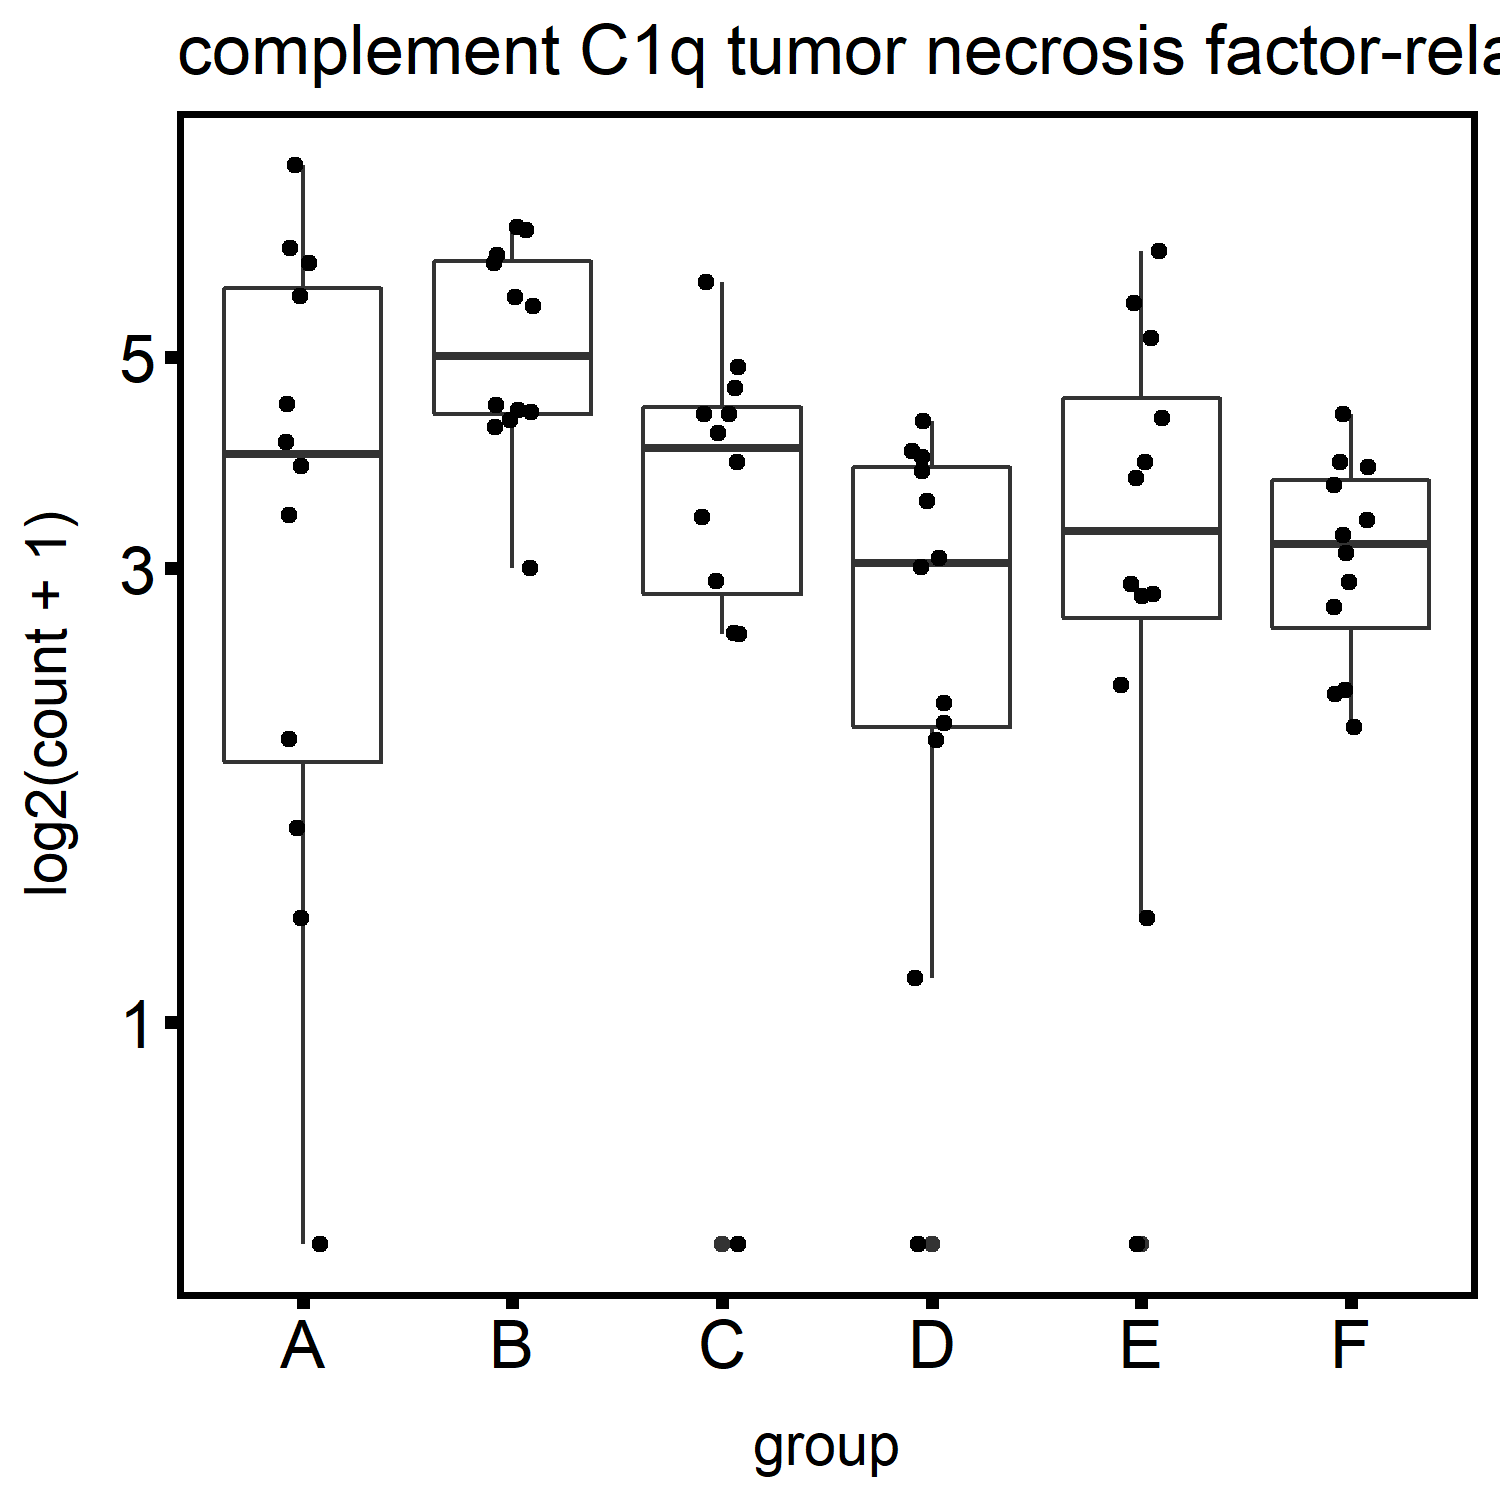 complement C1q tumor necrosis factor-rela
log2(count + 1)
5
3
1
A B C D E F
group